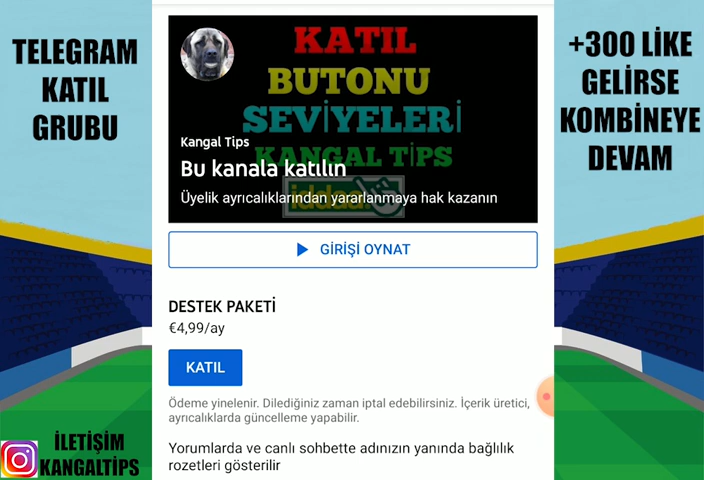 TELEGRAM
KATIL
GRUBU
KATIL
BUTONU
SEVİYELERİ
KANGAL TİPS
iddaa
Kangal Tips
Bu kanala katılın
Üyelik ayrıcalıklarından yararlanmaya hak kazanın
GİRİŞİ OYNAT
DESTEK PAKETİ
€4,99/ay
KATIL
Ödeme yinelenir. Dilediğiniz zaman iptal edebilirsiniz. İçerik üretici,
ayrıcalıklarda güncelleme yapabilir.
Yorumlarda ve canlı sohbette adınızın yanında bağlılık
rozetleri gösterilir
+300 LİKE
GELİRSE
KOMBİNEYE
DEVAM
İLETİŞİM
KANGALTİPS